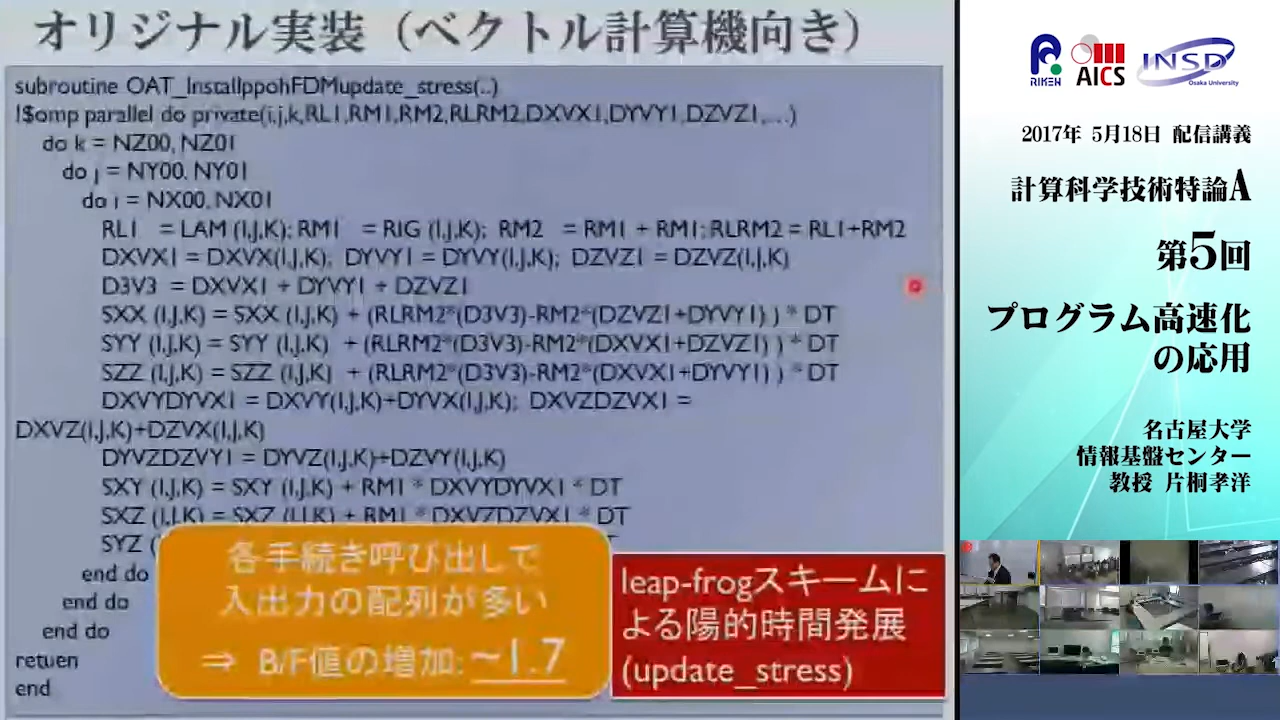 オリジナル実装（ベクトル計算機向き）
subroutine OAT_InstallppohFDMupdate_stress(..)
!$omp parallel do private(i,j,k,RL1,RM1,RM2,RLRM2,DXVX1,DYVY1,DZVZ1,…)
do k = NZ00, NZ01
do j = NY00, NY01
do i = NX00, NX01
RL1 = LAM (I,J,K); RM1 = RIG (I,J,K); RM2 = RM1 + RM1; RLRM2 = RL1+RM2
DXVX1 = DXVX(I,J,K); DYVY1 = DYVY(I,J,K); DZVZ1 = DZVZ(I,J,K)
D3V3 = DXVX1 + DYVY1 + DZVZ1
SXX (I,J,K) = SXX (I,J,K) + (RLRM2*(D3V3)-RM2*(DZVZ1+DYVY1) ) * DT
SYY (I,J,K) = SYY (I,J,K) + (RLRM2*(D3V3)-RM2*(DXVX1+DZVZ1) ) * DT
SZZ (I,J,K) = SZZ (I,J,K) + (RLRM2*(D3V3)-RM2*(DXVX1+DYVY1) ) * DT
DXVYDYVX1 = DXVY(I,J,K)+DYVX(I,J,K); DXVZDZVX1 =
DXVZ(I,J,K)+DZVX(I,J,K)
DYVZDZVY1 = DYVZ(I,J,K)+DZVY(I,J,K)
SXY (I,J,K) = SXY (I,J,K) + RM1 * DXVYDYVX1 * DT
SXZ (I,J,K) = SXZ (I,J,K) + RM1 * DXVZDZVX1 * DT
SYZ (
end do
end do
end do
retuen
end
各手続き呼び出しで
入出力の配列が多い
⇒ B/F値の増加: ~1.7
leap-frogスキームに
よる陽的時間発展
(update_stress)
RIKEN
AICS
INSD
Osaka University
2017年 5月18日 配信講義
計算科学技術特論A
第5回
プログラム高速化
の応用
名古屋大学
情報基盤センター
教授 片桐孝洋